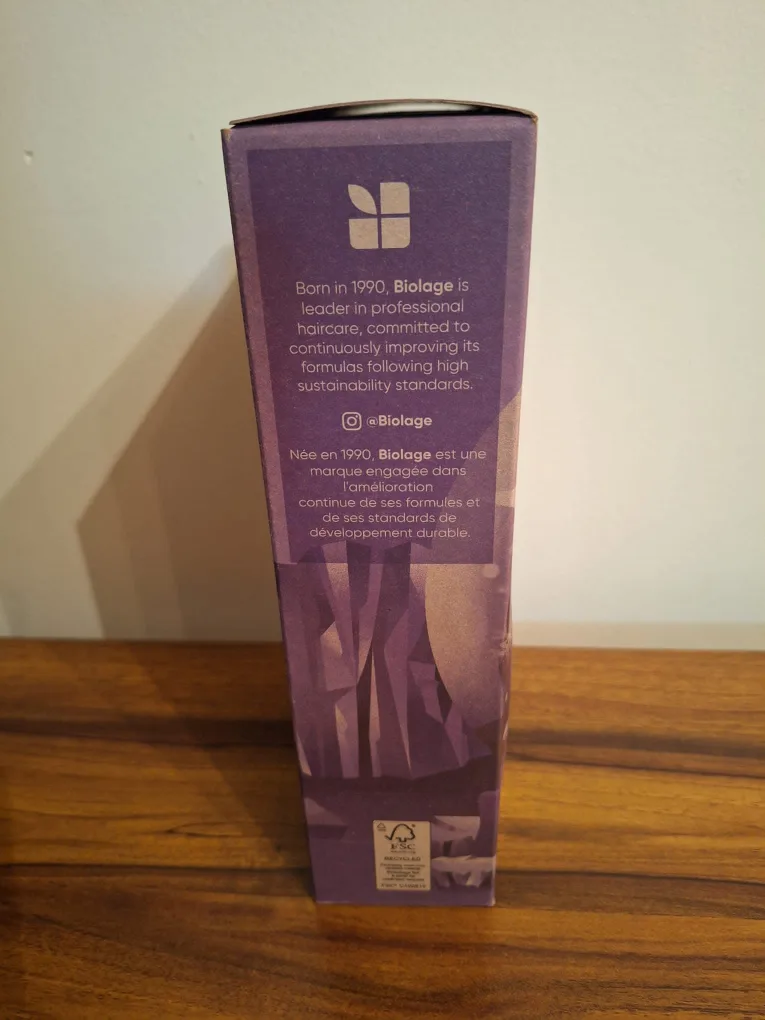 Born in 1990, Biolage is
leader in professional
haircare, committed to
continuously improving its
formulas following high
sustainability standards.
@Biolage
Née en 1990, Biolage est une
marque engagée dans
l'amélioration
continue de ses formules et
de ses standards de
développement durable.
FSC
RECYCLED